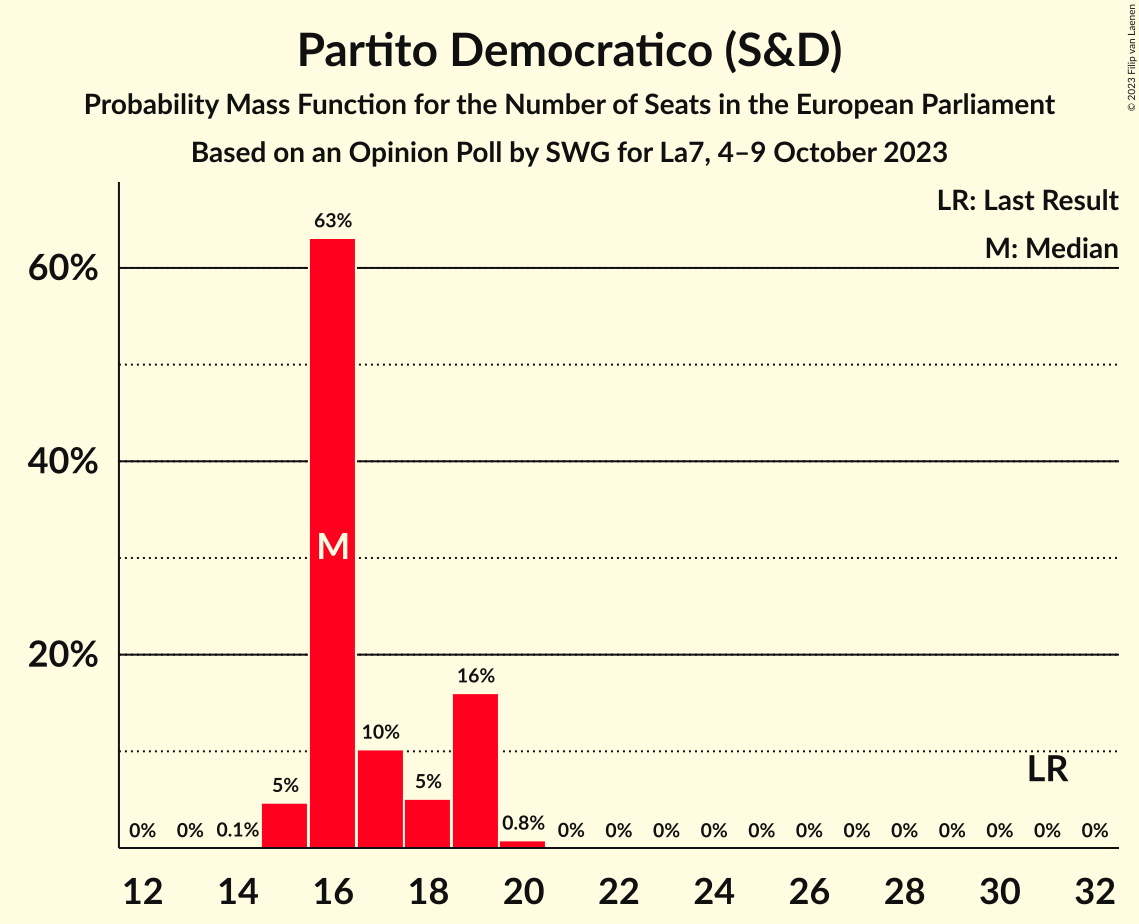 Partito Democratico (S&D)
Probability Mass Function for the Number of Seats in the European Parliament
Based on an Opinion Poll by SWG for La7, 4–9 October 2023
© 2023 Filip van Laenen
LR: Last Result
M: Median
60%
40%
20%
0% 0% 0.1% 5% 63% 10% 5% 16% 0.8% 0% 0% 0% 0% 0% 0% 0% 0% 0% 0% 0% 0%
M
LR
12 14 16 18 20 22 24 26 28 30 32